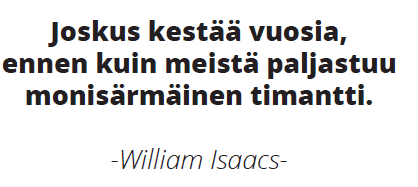 Joskus kestää vuosia,
ennen kuin meistä paljastuu
monisärmäinen timantti.
-William Isaacs-